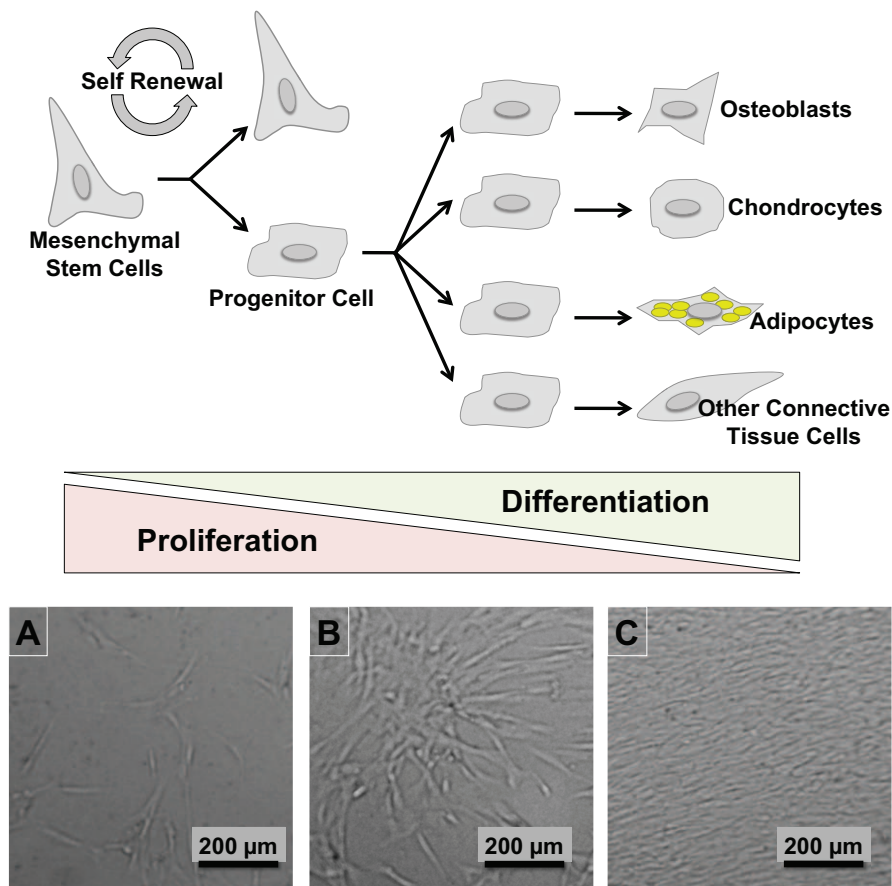 Self Renewal
Mesenchymal
Stem Cells
Progenitor Cell
Osteoblasts
Chondrocytes
Adipocytes
Other Connective
Tissue Cells
Differentiation
Proliferation
A
200 µm
B
200 µm
C
200 µm